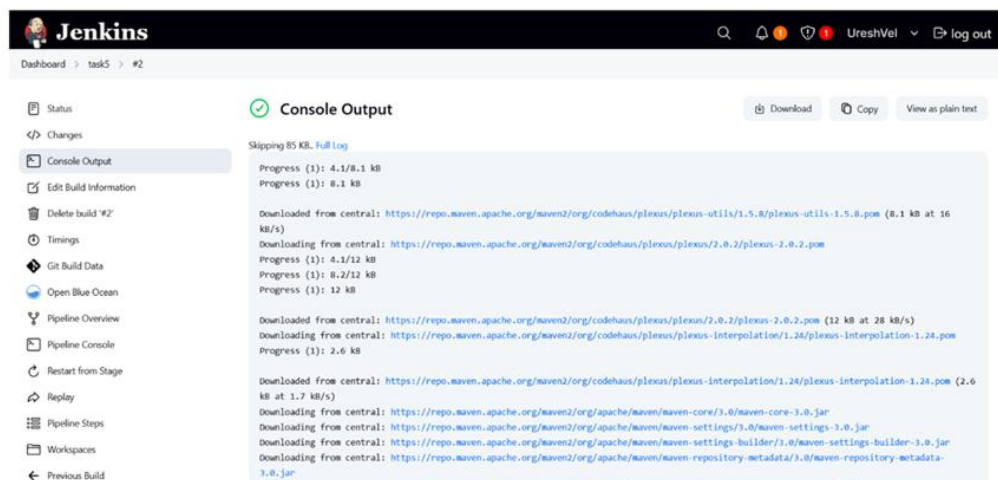 Jenkins
1
1
UreshVel
log out
Dashboard > task5 > #2
Status
Changes
Console Output
Edit Build Information
Delete build '#2'
Timings
Git Build Data
Open Blue Ocean
Pipeline Overview
Pipeline Console
Restart from Stage
Replay
Pipeline Steps
Workspaces
Previous Build
Console Output
Download
Copy
View as plain text
Skipping 85 KB.. Full Log
Progress (1): 4.1/8.1 kB
Progress (1): 8.1 kB
Downloaded from central: https://repo.maven.apache.org/maven2/org/codehaus/plexus/plexus-utils/1.5.8/plexus-utils-1.5.8.pom (8.1 kB at 16
kB/s)
Downloading from central: https://repo.maven.apache.org/maven2/org/codehaus/plexus/plexus/2.0.2/plexus-2.0.2.pom
Progress (1): 4.1/12 kB
Progress (1): 8.2/12 kB
Progress (1): 12 kB
Downloaded from central: https://repo.maven.apache.org/maven2/org/codehaus/plexus/plexus/2.0.2/plexus-2.0.2.pom (12 kB at 28 kB/s)
Downloading from central: https://repo.maven.apache.org/maven2/org/codehaus/plexus/plexus-interpolation/1.24/plexus-interpolation-1.24.pom
Progress (1): 2.6 kB
Downloaded from central: https://repo.maven.apache.org/maven2/org/codehaus/plexus/plexus-interpolation/1.24/plexus-interpolation-1.24.pom (2.6
kB at 1.7 kB/s)
Downloading from central: https://repo.maven.apache.org/maven2/org/apache/maven/maven-core/3.0/maven-core-3.0.jar
Downloading from central: https://repo.maven.apache.org/maven2/org/apache/maven/maven-settings/3.0/maven-settings-3.0.jar
Downloading from central: https://repo.maven.apache.org/maven2/org/apache/maven/maven-settings-builder/3.0/maven-settings-builder-3.0.jar
Downloading from central: https://repo.maven.apache.org/maven2/org/apache/maven/maven-repository-metadata/3.0/maven-repository-metadata-
3.0.jar